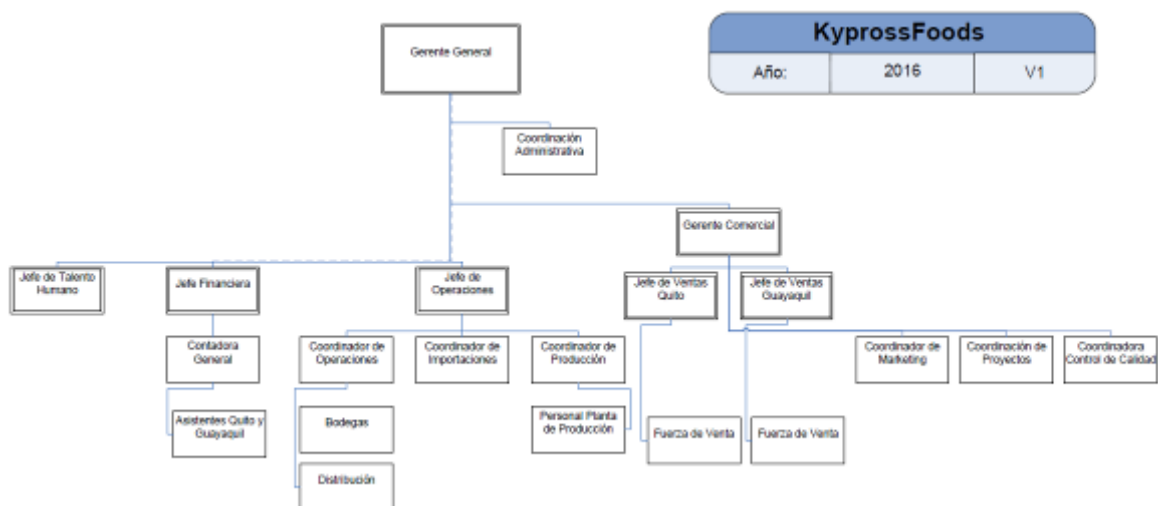 KyprossFoods
Año: 2016 V1
Gerente General
Coordinación
Administrativa
Gerente Comercial
Jefe de Talento
Humano
Jefe Financiera
Jefe de
Operaciones
Jefe de Ventas
Quito
Jefe de Ventas
Guayaquil
Contadora
General
Coordinador de
Operaciones
Coordinador de
Importaciones
Coordinador de
Producción
Coordinador de
Marketing
Coordinación de
Proyectos
Coordinadora
Control de Calidad
Asistentes Quito y
Guayaquil
Bodegas
Personal Planta
de Producción
Fuerza de Venta
Fuerza de Venta
Distribución